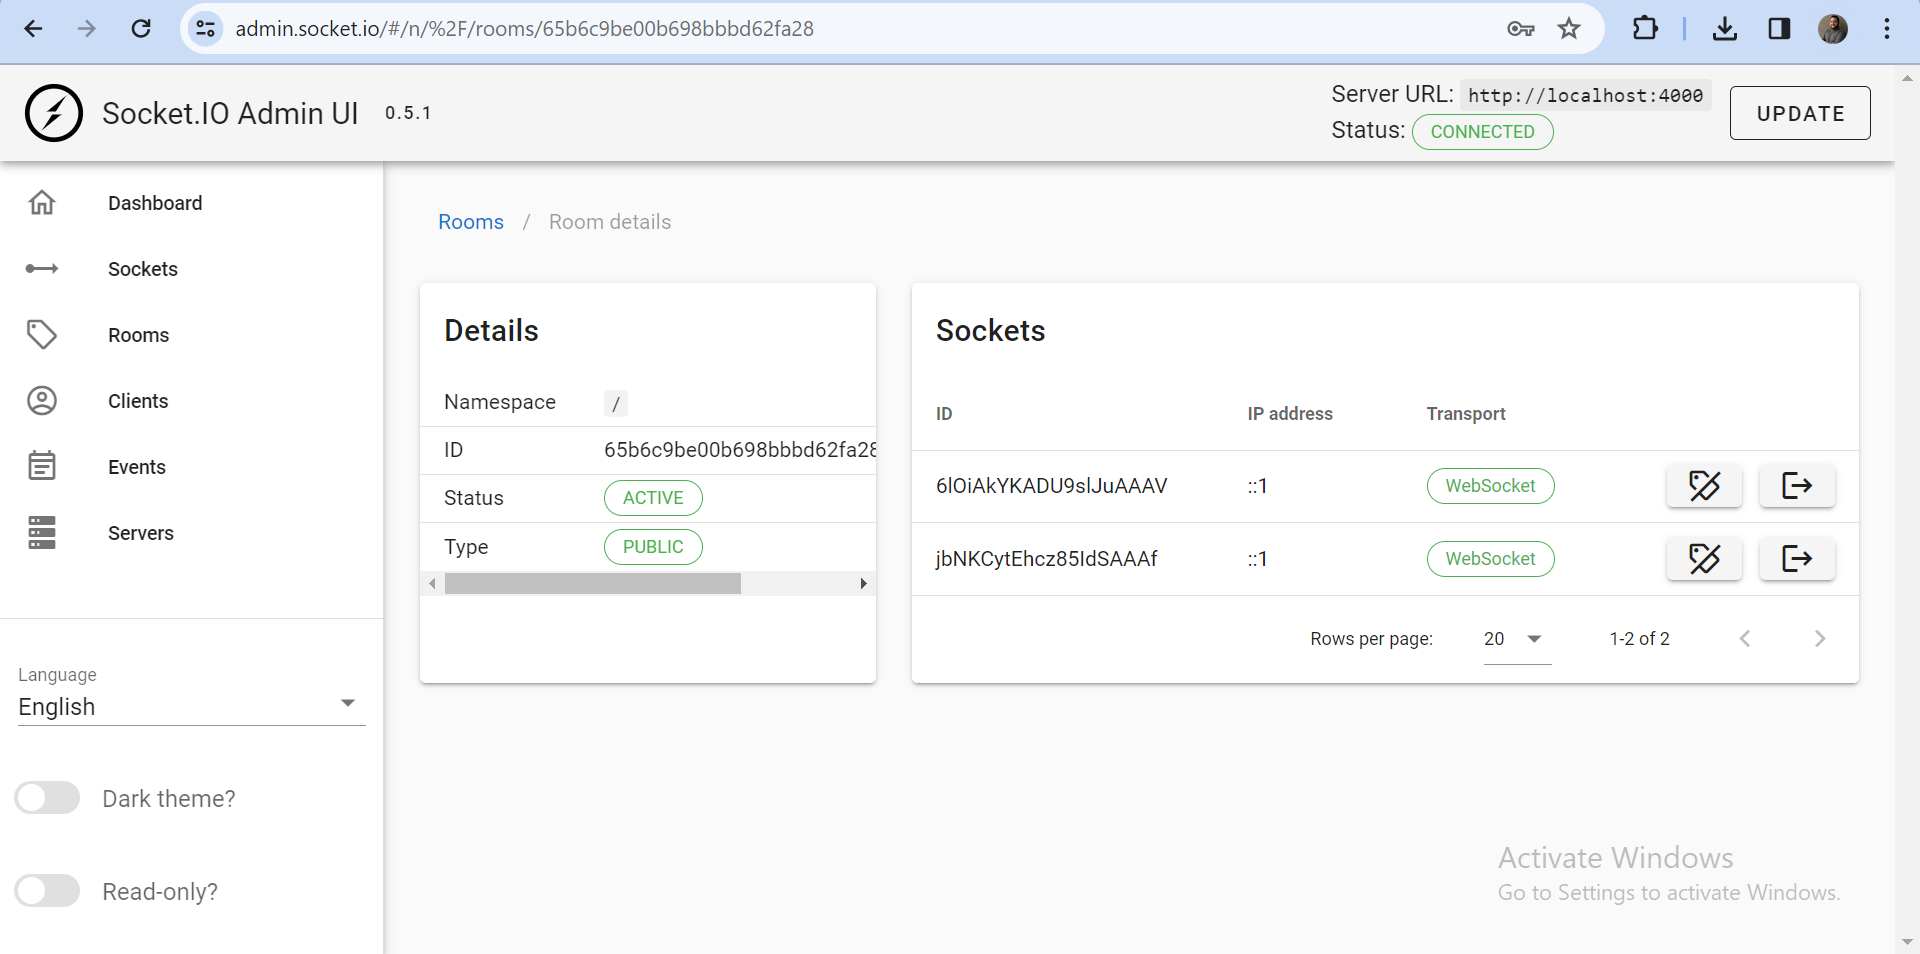 admin.socket.io/#/n/%2F/rooms/65b6c9be00b698bbbd62fa28
Socket.IO Admin UI 0.5.1
Server URL: http://localhost:4000
Status: CONNECTED
UPDATE
Dashboard
Sockets
Rooms
Clients
Events
Servers
Language
English
Dark theme?
Read-only?
Rooms / Room details
Details
Namespace /
ID 65b6c9be00b698bbbd62fa28
Status ACTIVE
Type PUBLIC
Sockets
ID IP address Transport
6lOiAkYKADU9slJuAAAV ::1 WebSocket
jbNKCytEhcz85IdSAAAf ::1 WebSocket
Rows per page: 20 1-2 of 2
Activate Windows
Go to Settings to activate Windows.